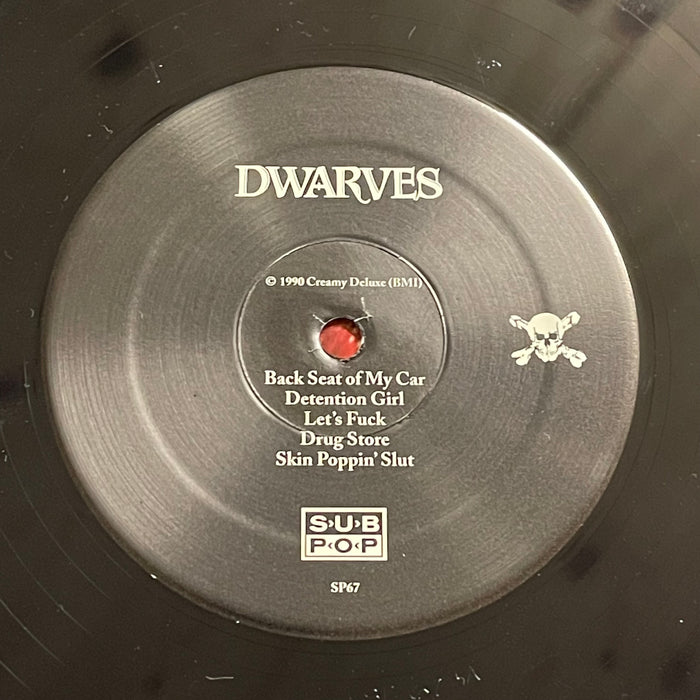 DWARVES
© 1990 Creamy Deluxe (BMI)
Back Seat of My Car
Detention Girl
Let's Fuck
Drug Store
Skin Poppin' Slut
S›U›B
P‹O‹P
SP67